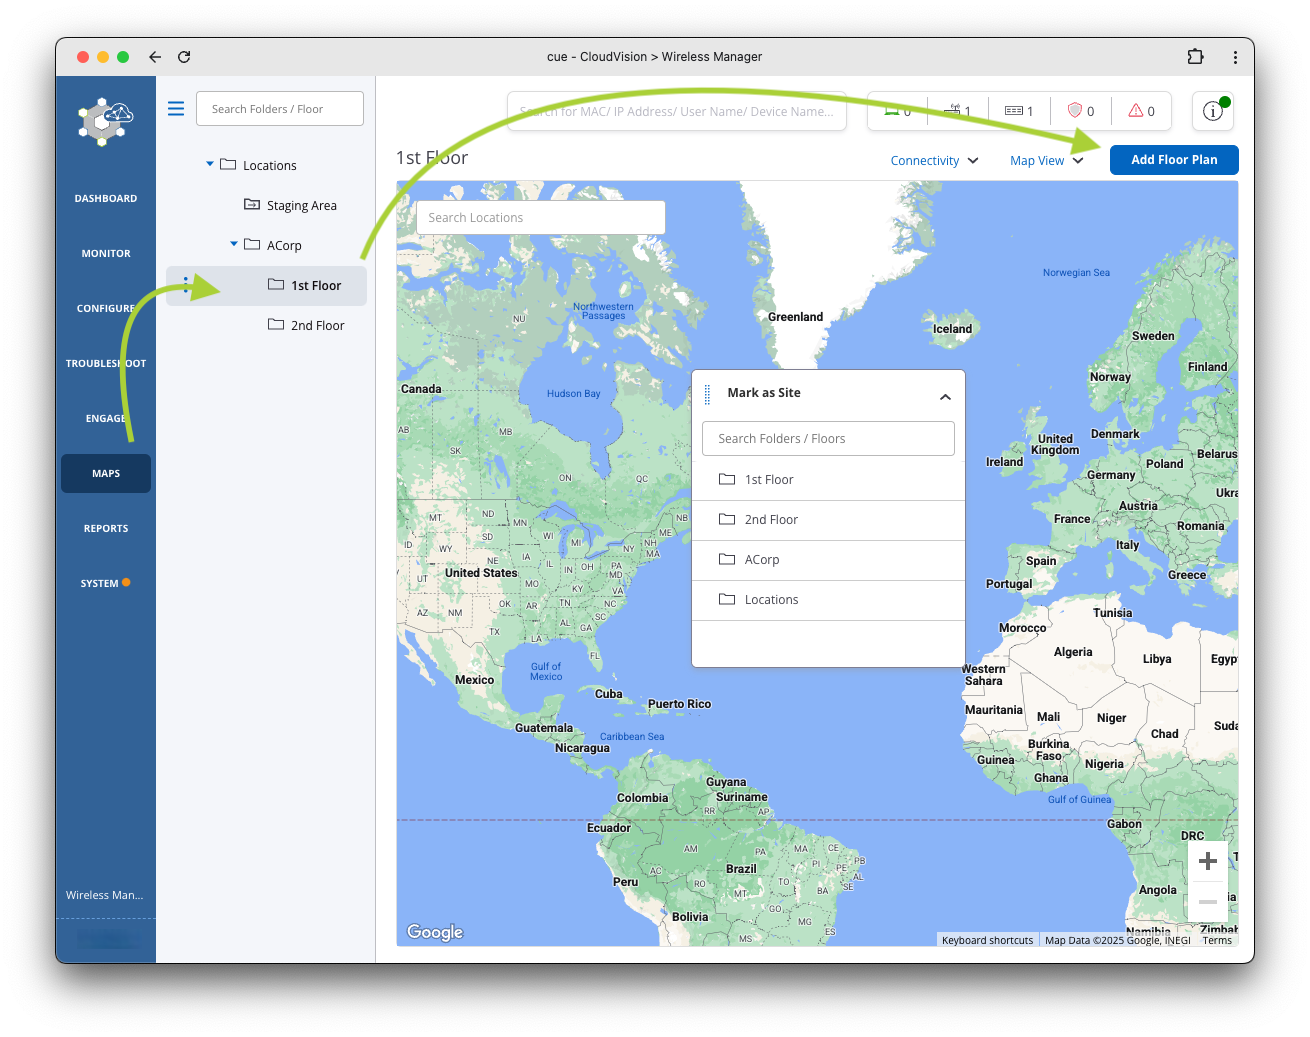 cue - CloudVision > Wireless Manager
Search Folders / Floor
Search for MAC/ IP Address/ User Name/ Device Name...
0
1
1
0
0
DASHBOARD
MONITOR
CONFIGURE
TROUBLESHOOT
ENGAGE
MAPS
REPORTS
SYSTEM
Wireless Man...
Locations
Staging Area
ACorp
1st Floor
2nd Floor
1st Floor
Connectivity
Map View
Add Floor Plan
Search Locations
Mark as Site
Search Folders / Floors
1st Floor
2nd Floor
ACorp
Locations
Norwegian Sea
Northwestern
Passages
NU
Greenland
Iceland
Sweden
Finland
Norway
Canada
Hudson Bay
AB
MB
SK
ON
QC
NB
United
Kingdom
Ireland
Denmark
Belarus
Poland
Germany
Ukra
Austria
France
Romania
Italy
Spain
Portugal
Greece
MT
ND
MN
SD
WI
MI
ME
NH
NY
MA
ID
WY
IA
NE
PA
MD
IL
IN
OH
UT
United States
MO
KY
VA
AZ
NM
OK
AR
TN
NC
SC
TX
AL
GA
LA
FL
Gulf of
Mexico
Mexico
Cuba
Puerto Rico
Guatemala
Caribbean Sea
Nicaragua
Tunisia
Morocco
Algeria
Libya
Egyp
Western
Sahara
Mauritania
Mali
Niger
Chad
Suda
Burkina
Faso
Guinea
Nigeria
Ghana
Gulf of Guinea
Gabon
DRC
Angola
Namibia
Zimbab
ia
T
Guyana
Suriname
Colombia
RR
AP
Ecuador
AM
PA
MA
CE
PI
PE
PB
AL
SE
AC
RO
Brazil
TO
BA
MT
Peru
GO
Bolivia
MG
ES
MS
Google
Keyboard shortcuts
Map Data ©2025 Google, INEGI
Terms